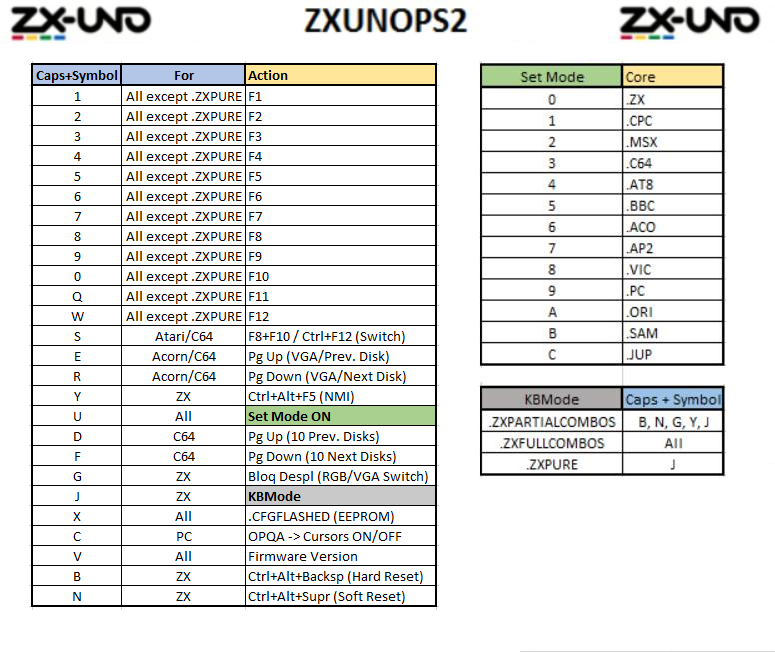 ZX-UNO ZXUNOPS2 ZX-UNO
Caps+Symbol For Action
1 All except .ZXPURE F1
2 All except .ZXPURE F2
3 All except .ZXPURE F3
4 All except .ZXPURE F4
5 All except .ZXPURE F5
6 All except .ZXPURE F6
7 All except .ZXPURE F7
8 All except .ZXPURE F8
9 All except .ZXPURE F9
0 All except .ZXPURE F10
Q All except .ZXPURE F11
W All except .ZXPURE F12
S Atari/C64 F8+F10 / Ctrl+F12 (Switch)
E Acorn/C64 Pg Up (VGA/Prev. Disk)
R Acorn/C64 Pg Down (VGA/Next Disk)
Y ZX Ctrl+Alt+F5 (NMI)
U All Set Mode ON
D C64 Pg Up (10 Prev. Disks)
F C64 Pg Down (10 Next Disks)
G ZX Bloq Despl (RGB/VGA Switch)
J ZX KBMode
X All .CFGFLASHED (EEPROM)
C PC OPQA -> Cursors ON/OFF
V All Firmware Version
B ZX Ctrl+Alt+Backsp (Hard Reset)
N ZX Ctrl+Alt+Supr (Soft Reset)
Set Mode Core
0 .ZX
1 .CPC
2 .MSX
3 .C64
4 .AT8
5 .BBC
6 .ACO
7 .AP2
8 .VIC
9 .PC
A .ORI
B .SAM
C .JUP
KBMode Caps + Symbol
.ZXPARTIALCOMBOS B, N, G, Y, J
.ZXFULLCOMBOS All
.ZXPURE J